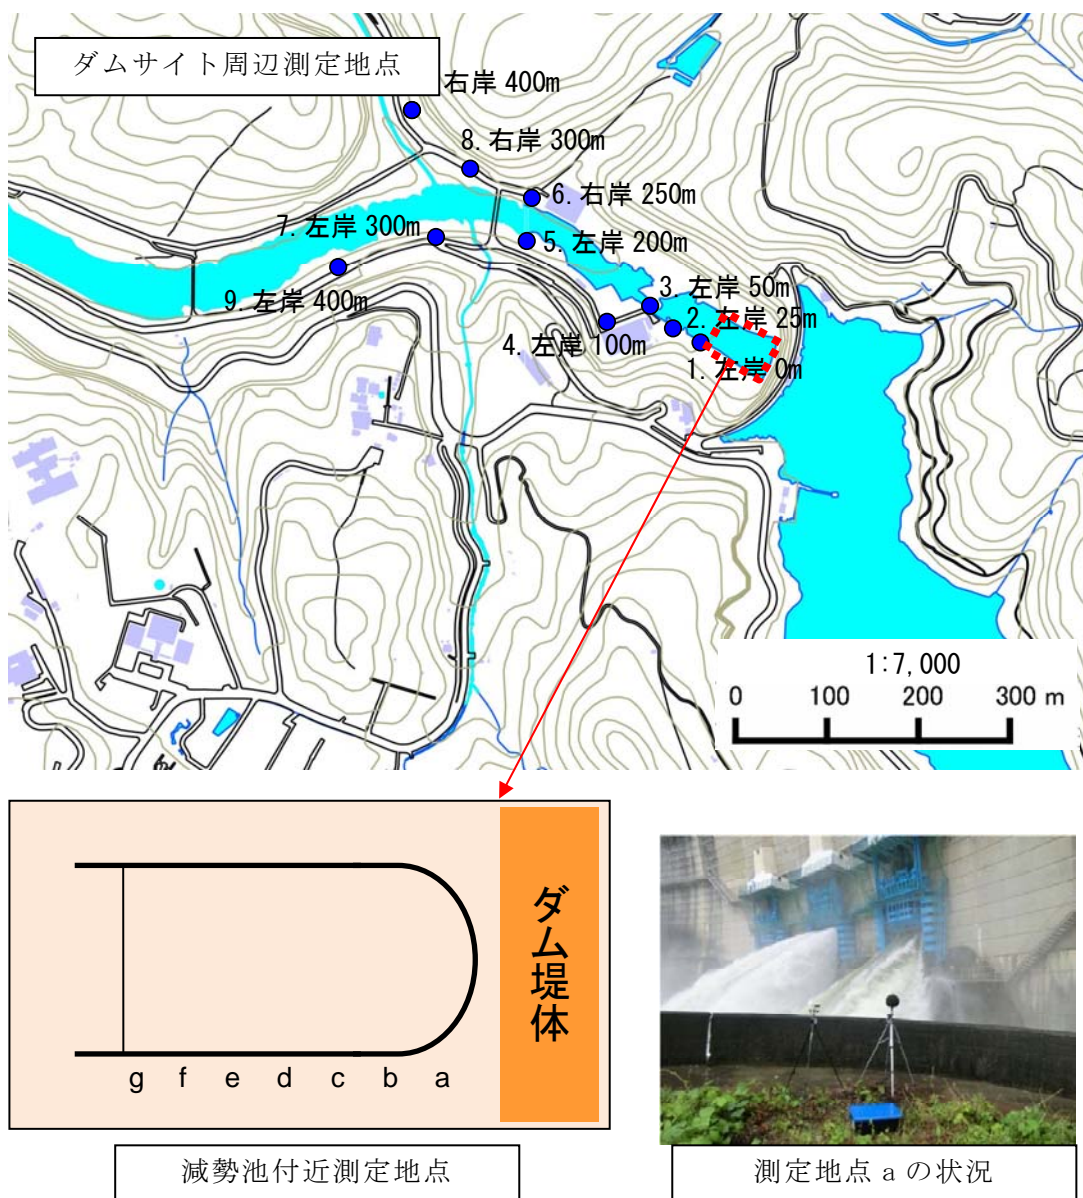 ダムサイト周辺測定地点
右岸 400m
8. 右岸 300m
6. 右岸 250m
7. 左岸 300m
5. 左岸 200m
9. 左岸 400m
3. 左岸 50m
2. 左岸 25m
4. 左岸 100m
1. 左岸 0m
1:7,000
0 100 200 300 m
ダム堤体
g f e d c b a
減勢池付近測定地点
測定地点 a の状況